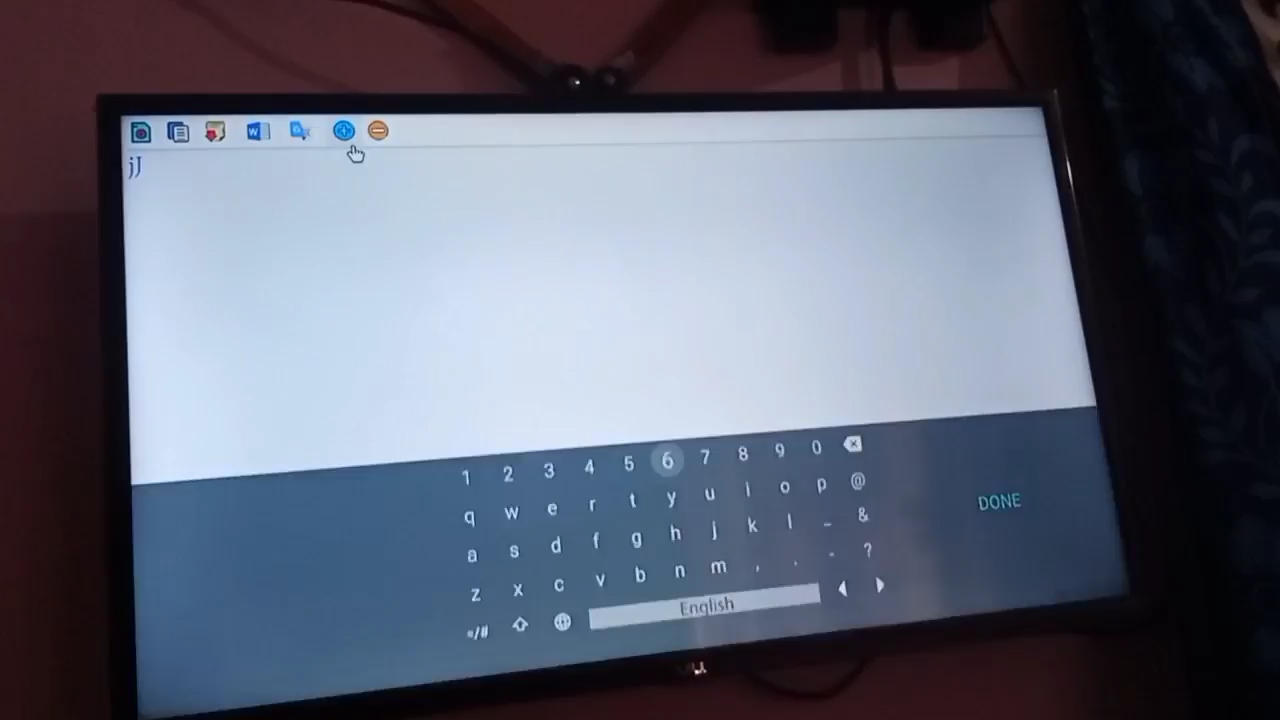 jJ
1 2 3 4 5 6 7 8 9 0
q w e r t y u i o p @
a s d f g h j k l _ &
z x c v b n m , . - ?
=/# English
DONE